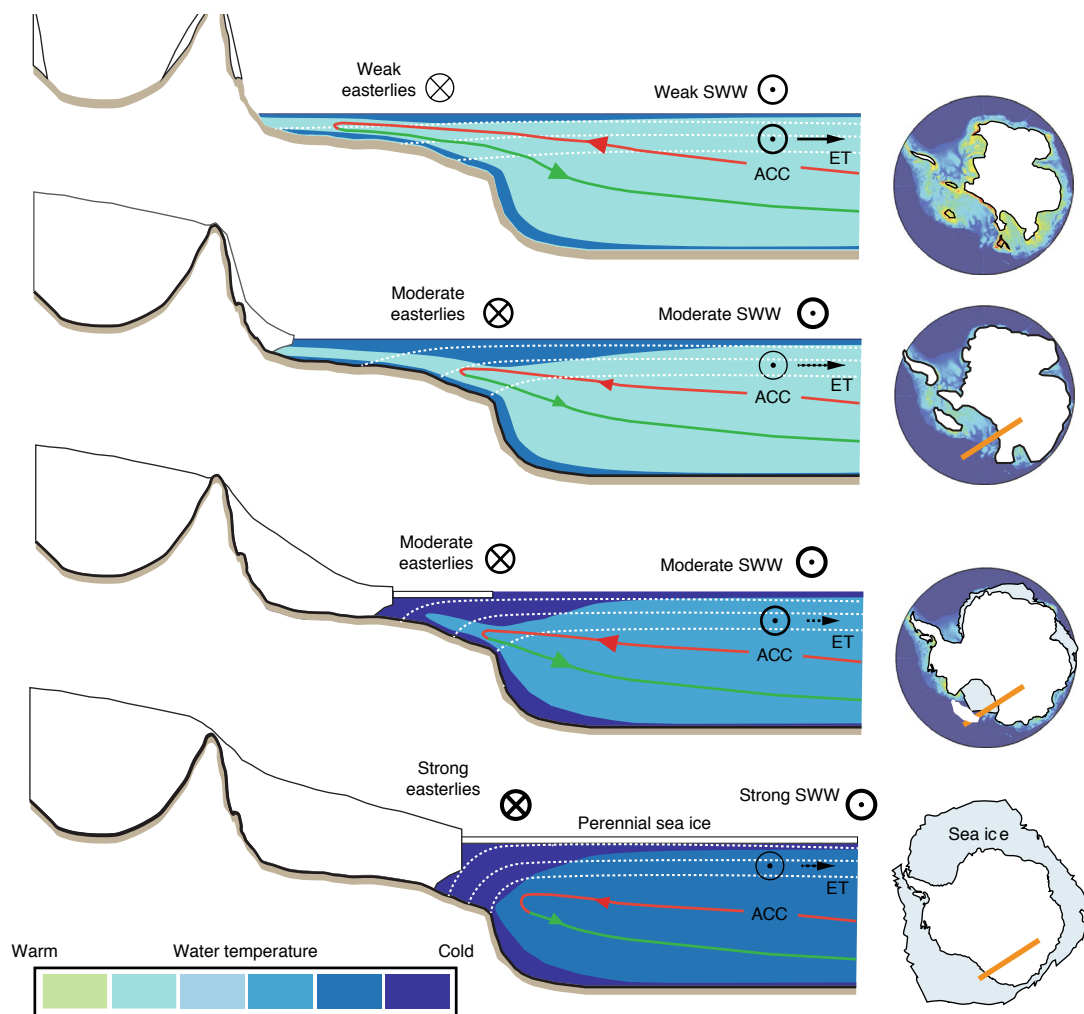 Weak
easterlies
Weak SWW
ET
ACC
Moderate
easterlies
Moderate SWW
ET
ACC
Moderate
easterlies
Moderate SWW
ET
ACC
Strong
easterlies
Strong SWW
Perennial sea ice
Sea ice
ET
ACC
Warm
Water temperature
Cold